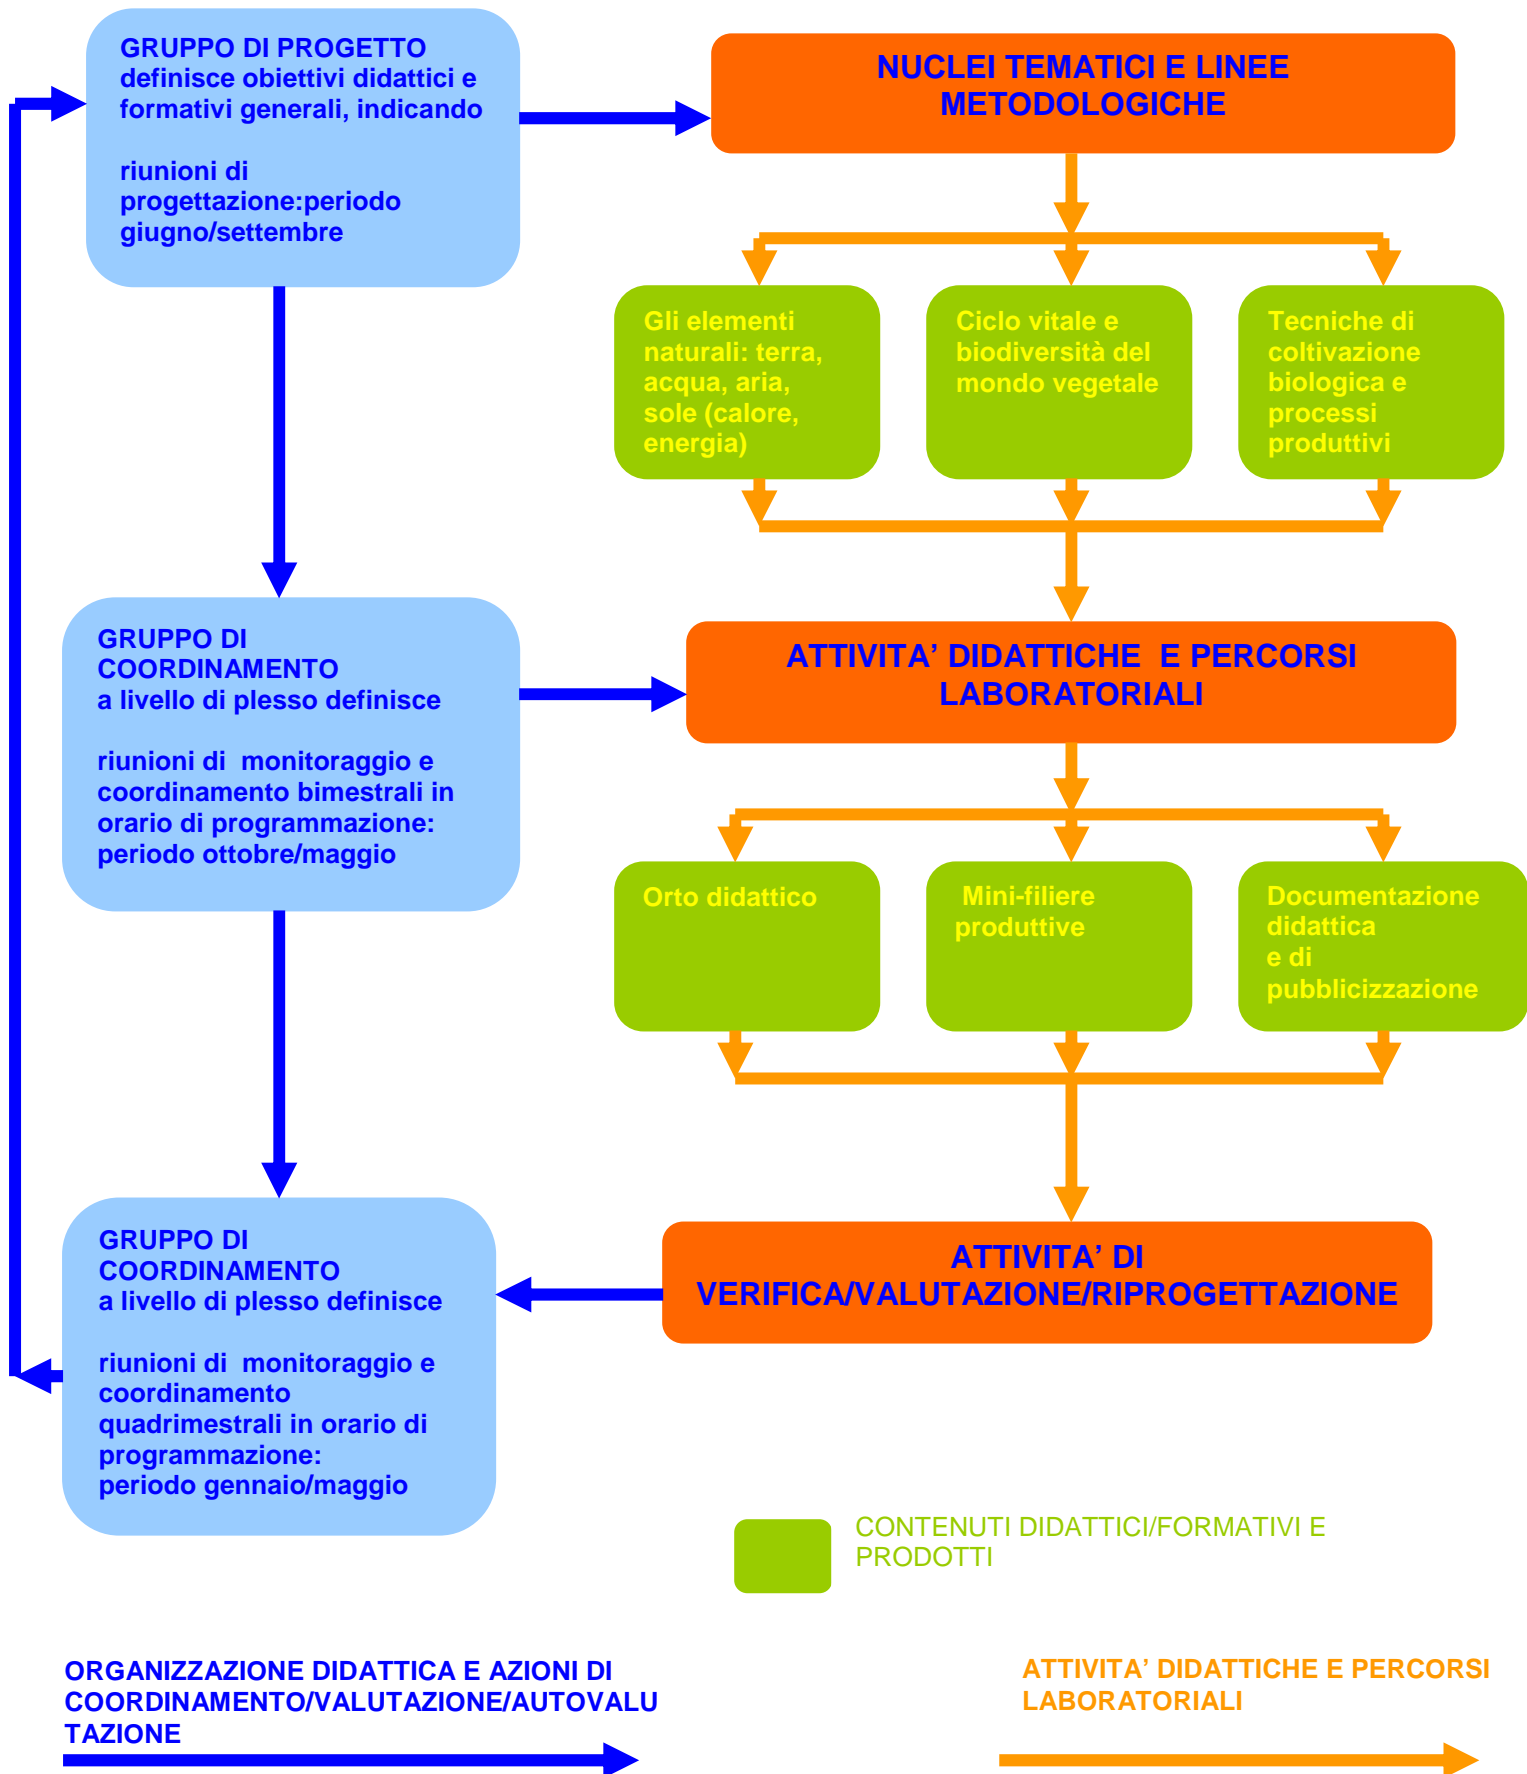 GRUPPO DI PROGETTO
definisce obiettivi didattici e
formativi generali, indicando
riunioni di
progettazione:periodo
giugno/settembre
NUCLEI TEMATICI E LINEE
METODOLOGICHE
Gli elementi
naturali: terra,
acqua, aria,
sole (calore,
energia)
Ciclo vitale e
biodiversità del
mondo vegetale
Tecniche di
coltivazione
biologica e
processi
produttivi
GRUPPO DI
COORDINAMENTO
a livello di plesso definisce
riunioni di  monitoraggio e
coordinamento bimestrali in
orario di programmazione:
periodo ottobre/maggio
ATTIVITA’ DIDATTICHE  E PERCORSI
LABORATORIALI
Orto didattico
Mini-filiere
produttive
Documentazione
didattica
e di
pubblicizzazione
GRUPPO DI
COORDINAMENTO
a livello di plesso definisce
riunioni di  monitoraggio e
coordinamento
quadrimestrali in orario di
programmazione:
periodo gennaio/maggio
ATTIVITA’ DI
VERIFICA/VALUTAZIONE/RIPROGETTAZIONE
CONTENUTI DIDATTICI/FORMATIVI E
PRODOTTI
ORGANIZZAZIONE DIDATTICA E AZIONI DI
COORDINAMENTO/VALUTAZIONE/AUTOVALU
TAZIONE
ATTIVITA’ DIDATTICHE E PERCORSI
LABORATORIALI